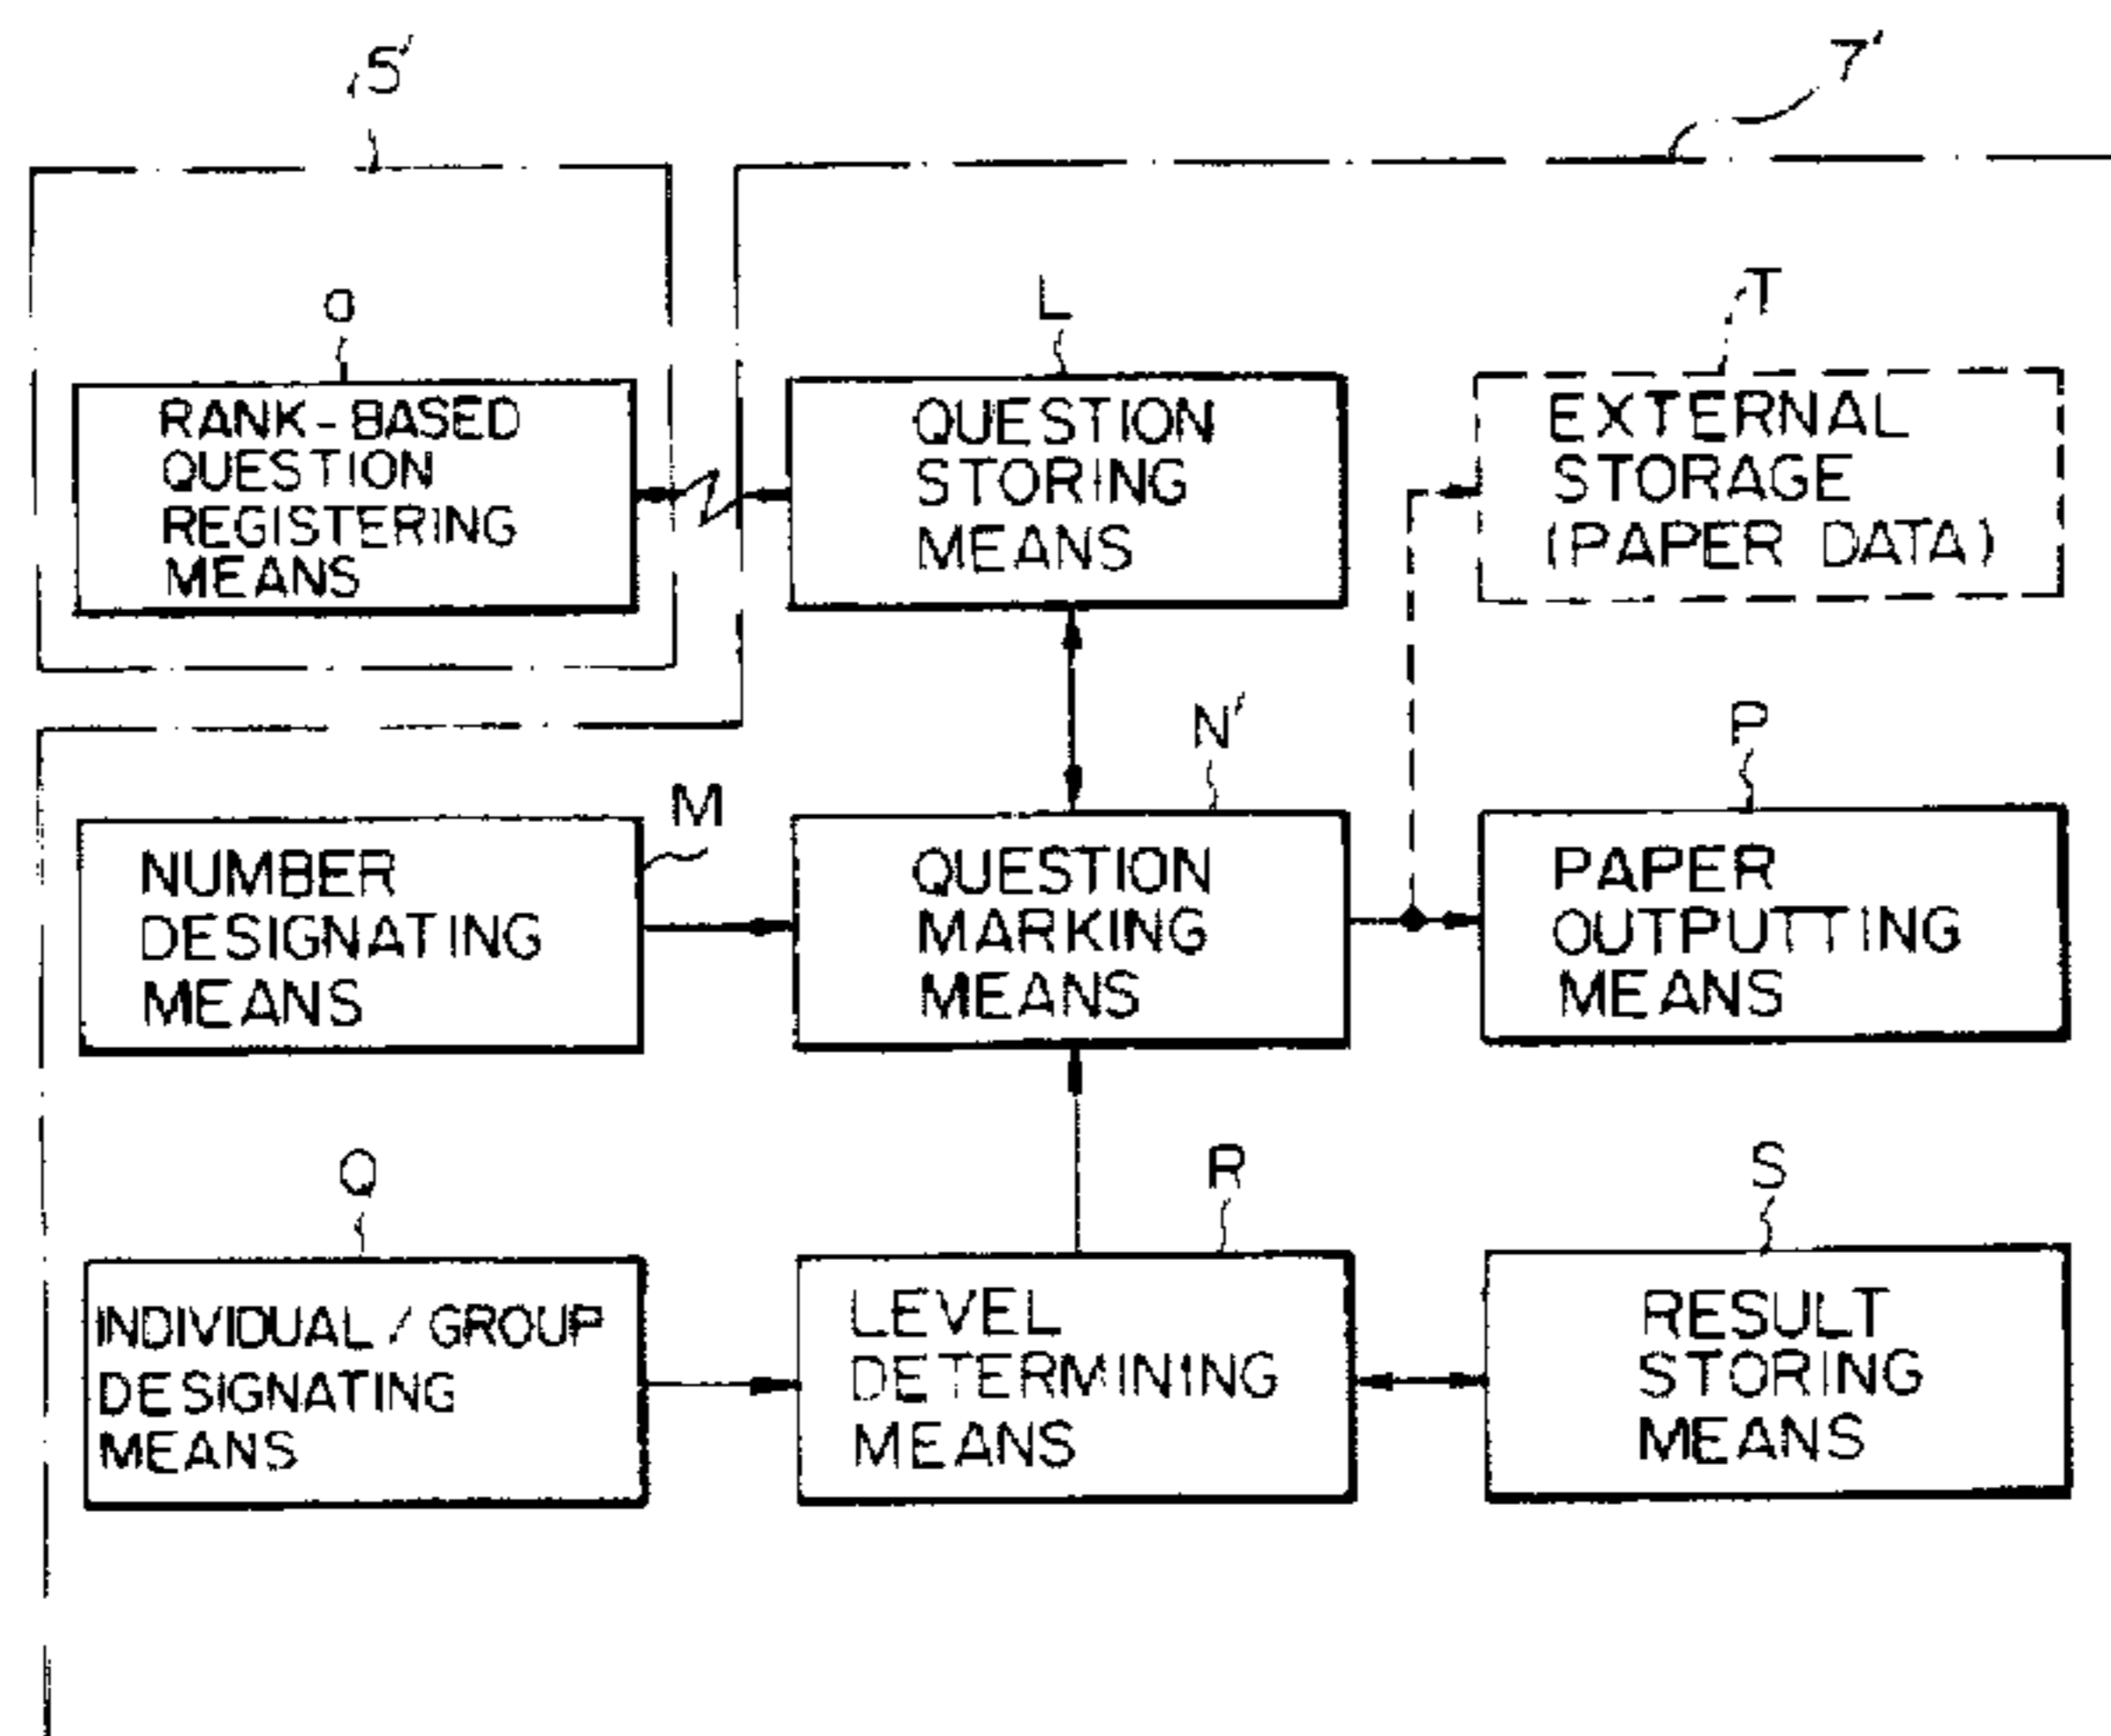 5'
7'
a
RANK-BASED
QUESTION
REGISTERING
MEANS
L
QUESTION
STORING
MEANS
T
EXTERNAL
STORAGE
(PAPER DATA)
M
NUMBER
DESIGNATING
MEANS
N'
QUESTION
MARKING
MEANS
P
PAPER
OUTPUTTING
MEANS
Q
INDIVIDUAL/GROUP
DESIGNATING
MEANS
R
LEVEL
DETERMINING
MEANS
S
RESULT
STORING
MEANS